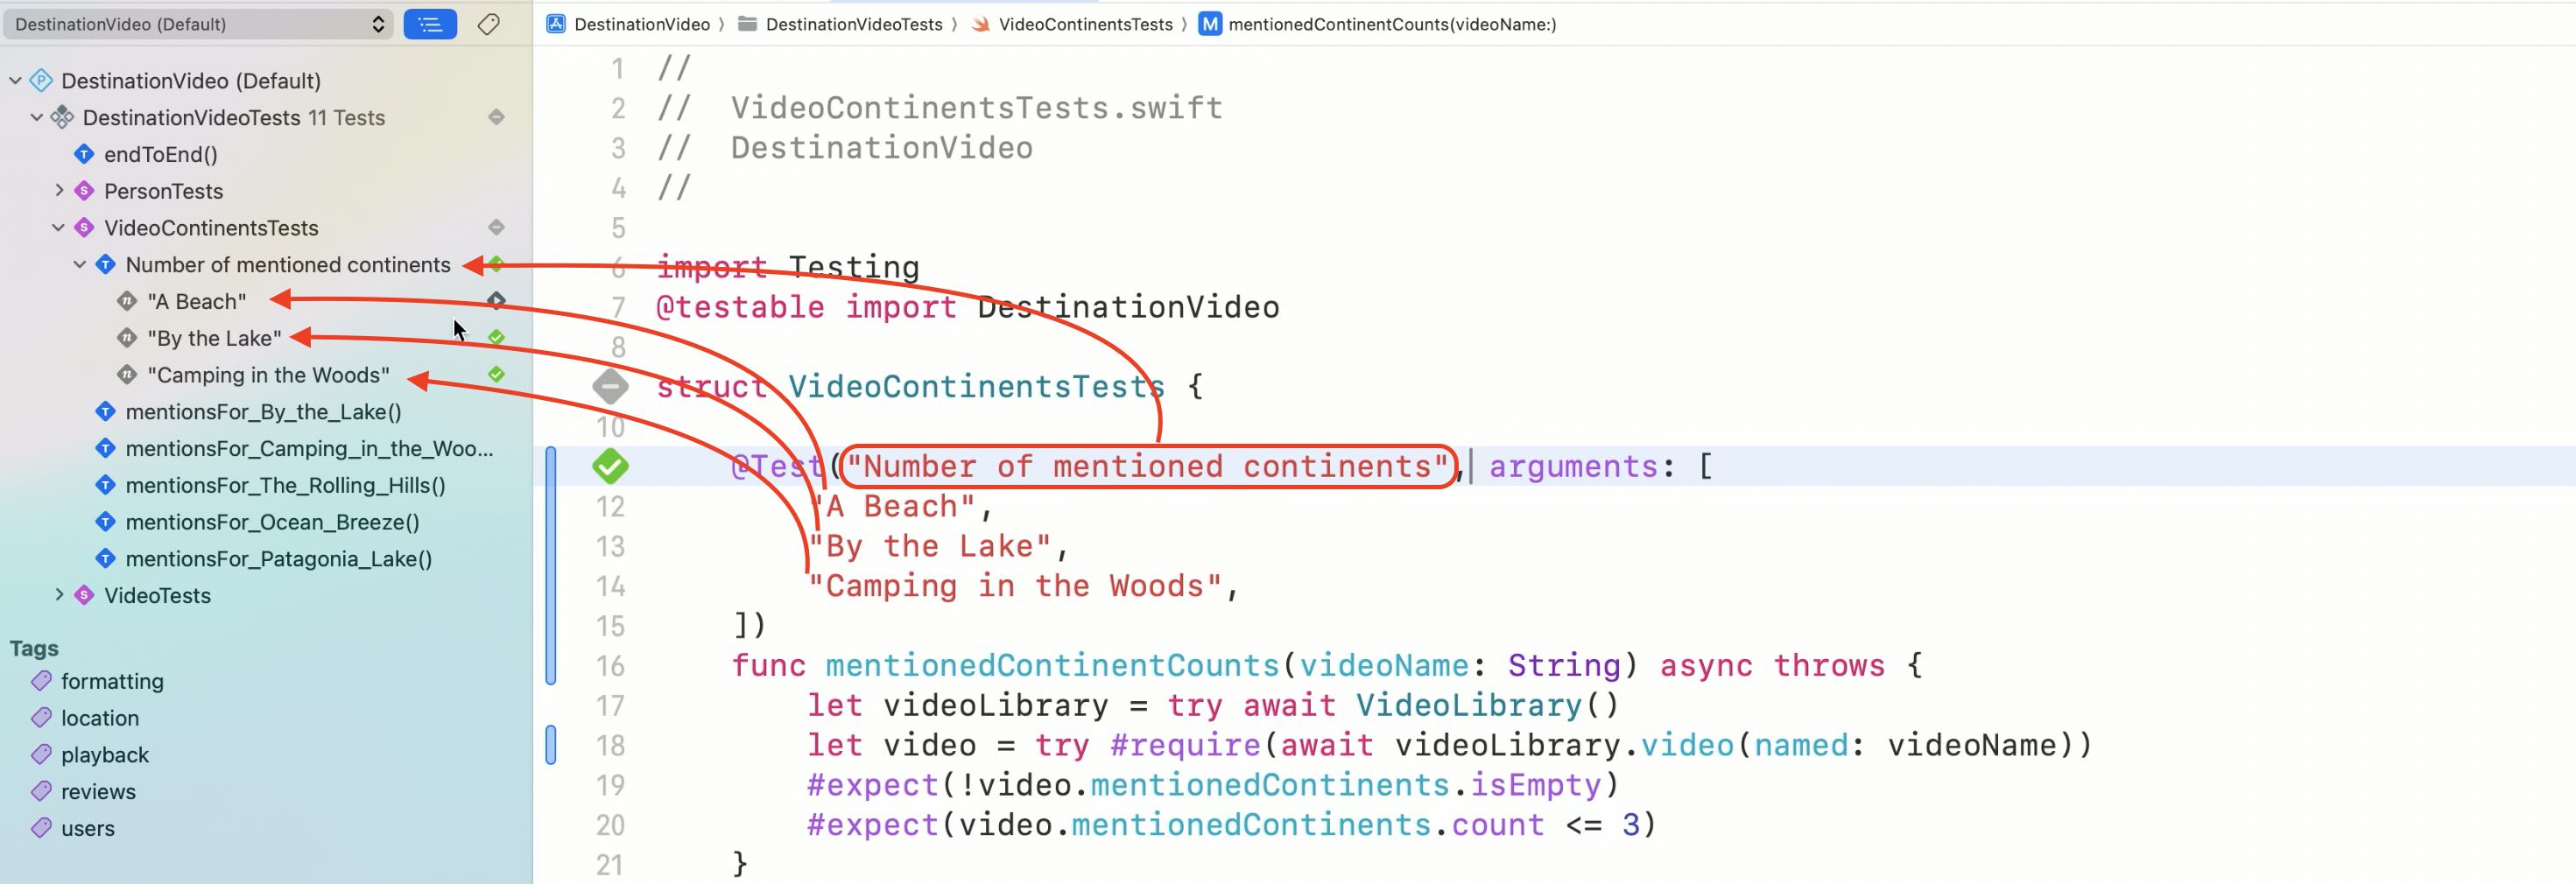 DestinationVideo (Default)
DestinationVideo (Default)
DestinationVideoTests 11 Tests
endToEnd()
PersonTests
VideoContinentsTests
Number of mentioned continents
"A Beach"
"By the Lake"
"Camping in the Woods"
mentionsFor_By_the_Lake()
mentionsFor_Camping_in_the_Woo...
mentionsFor_The_Rolling_Hills()
mentionsFor_Ocean_Breeze()
mentionsFor_Patagonia_Lake()
VideoTests
Tags
formatting
location
playback
reviews
users
DestinationVideo 〉 DestinationVideoTests 〉 VideoContinentsTests 〉 M mentionedContinentCounts(videoName:)
1 //
2 // VideoContinentsTests.swift
3 // DestinationVideo
4 //
5
6 import Testing
7 @testable import DestinationVideo
8
struct VideoContinentsTests {
10
@Test("Number of mentioned continents", arguments: [
12 "A Beach",
13 "By the Lake",
14 "Camping in the Woods",
15 ])
16 func mentionedContinentCounts(videoName: String) async throws {
17 let videoLibrary = try await VideoLibrary()
18 let video = try #require(await videoLibrary.video(named: videoName))
19 #expect(!video.mentionedContinents.isEmpty)
20 #expect(video.mentionedContinents.count <= 3)
21 }